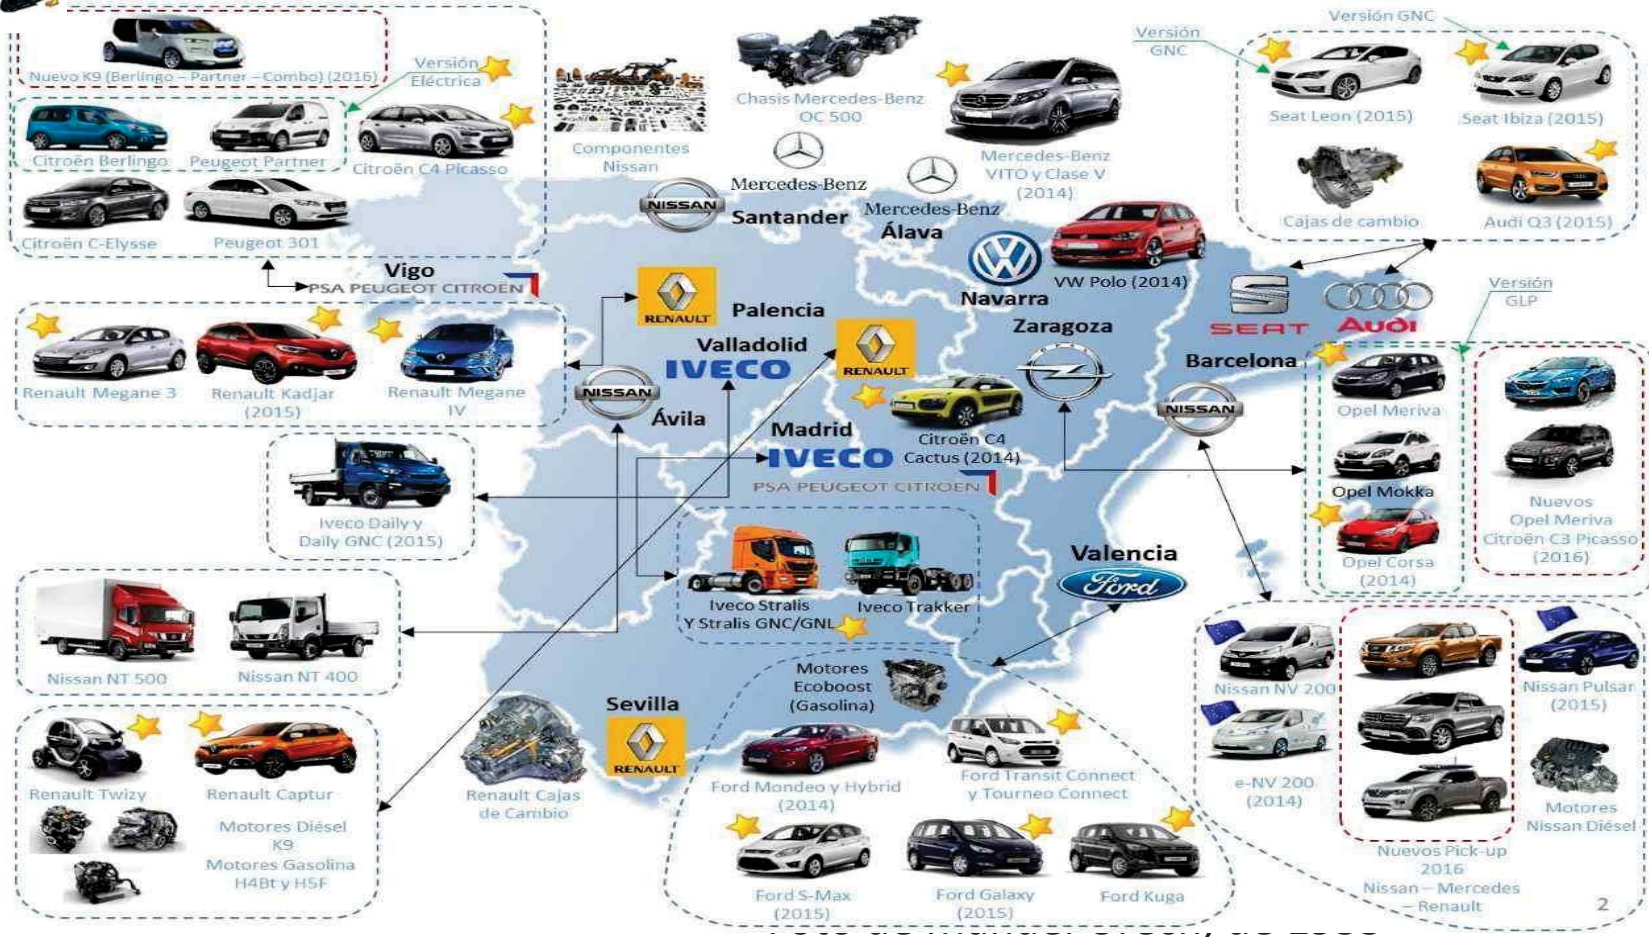 Nuevo K9 (Berlingo – Partner – Combo) (2016)
Versión
Eléctrica
Citroën Berlingo
Peugeot Partner
Citroën C4 Picasso
Citroën C-Elysse
Peugeot 301
Componentes
Nissan
Chasis Mercedes-Benz
OC 500
Mercedes-Benz
VITO y Clase V
(2014)
Versión
GNC
Versión GNC
Seat Leon (2015)
Seat Ibiza (2015)
Cajas de cambio
Audi Q3 (2015)
NISSAN
Mercedes-Benz
Santander
Mercedes-Benz
Álava
Navarra
VW Polo (2014)
Vigo
PSA PEUGEOT CITROËN
RENAULT
Palencia
Valladolid
IVECO
RENAULT
Zaragoza
SEAT
Audi
Barcelona
NISSAN
Versión
GLP
Renault Megane 3
Renault Kadjar
(2015)
Renault Megane
IV
NISSAN
Ávila
Madrid
IVECO
PSA PEUGEOT CITROËN
Citroën C4
Cactus (2014)
Opel Meriva
Opel Mokka
Opel Corsa
(2014)
Nuevos
Opel Meriva
Citroën C3 Picasso
(2016)
Iveco Daily y
Daily GNC (2015)
Iveco Stralis
Y Stralis GNC/GNL
Iveco Trakker
Valencia
Ford
Nissan NT 500
Nissan NT 400
Motores
Ecoboost
(Gasolina)
Nissan NV 200
e-NV 200
(2014)
Nissan Pulsar
(2015)
Motores
Nissan Diésel
Nuevos Pick-up
2016
Nissan – Mercedes
– Renault
Renault Twizy
Renault Captur
Motores Diésel
K9
Motores Gasolina
H4Bt y H5F
Sevilla
RENAULT
Renault Cajas
de Cambio
Ford Mondeo y Hybrid
(2014)
Ford Transit Connect
y Tourneo Connect
Ford S-Max
(2015)
Ford Galaxy
(2015)
Ford Kuga
2